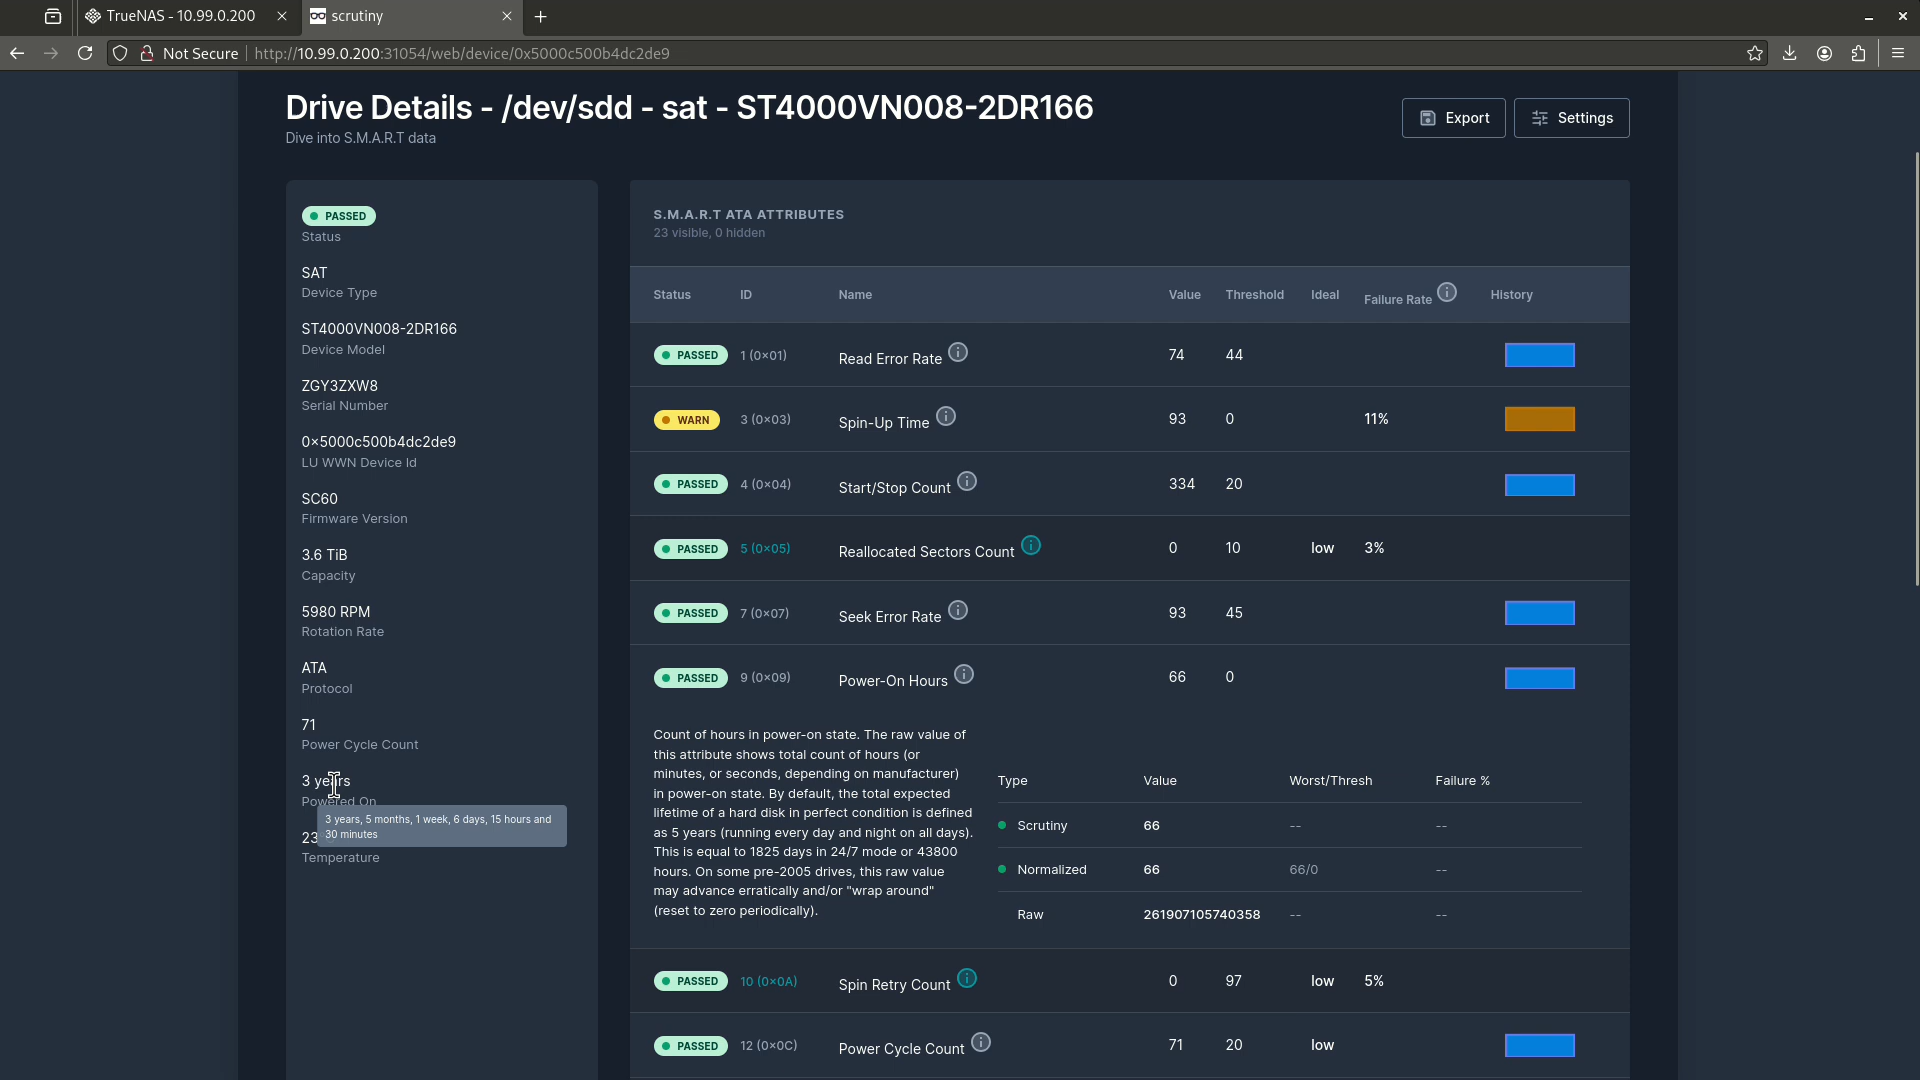 TrueNAS - 10.99.0.200
scrutiny
Not Secure
http://10.99.0.200:31054/web/device/0x5000c500b4dc2de9
Drive Details - /dev/sdd - sat - ST4000VN008-2DR166
Dive into S.M.A.R.T data
Export
Settings
PASSED
Status
SAT
Device Type
ST4000VN008-2DR166
Device Model
ZGY3ZXW8
Serial Number
0x5000c500b4dc2de9
LU WWN Device Id
SC60
Firmware Version
3.6 TiB
Capacity
5980 RPM
Rotation Rate
ATA
Protocol
71
Power Cycle Count
3 years
Powered On
3 years, 5 months, 1 week, 6 days, 15 hours and
30 minutes
23
Temperature
S.M.A.R.T ATA ATTRIBUTES
23 visible, 0 hidden
Status ID Name Value Threshold Ideal Failure Rate History
PASSED 1 (0x01) Read Error Rate 74 44
WARN 3 (0x03) Spin-Up Time 93 0 11%
PASSED 4 (0x04) Start/Stop Count 334 20
PASSED 5 (0x05) Reallocated Sectors Count 0 10 low 3%
PASSED 7 (0x07) Seek Error Rate 93 45
PASSED 9 (0x09) Power-On Hours 66 0
Count of hours in power-on state. The raw value of
this attribute shows total count of hours (or
minutes, or seconds, depending on manufacturer)
in power-on state. By default, the total expected
lifetime of a hard disk in perfect condition is defined
as 5 years (running every day and night on all days).
This is equal to 1825 days in 24/7 mode or 43800
hours. On some pre-2005 drives, this raw value
may advance erratically and/or "wrap around"
(reset to zero periodically).
Type Value Worst/Thresh Failure %
Scrutiny 66 -- --
Normalized 66 66/0 --
Raw 261907105740358 -- --
PASSED 10 (0x0A) Spin Retry Count 0 97 low 5%
PASSED 12 (0x0C) Power Cycle Count 71 20 low